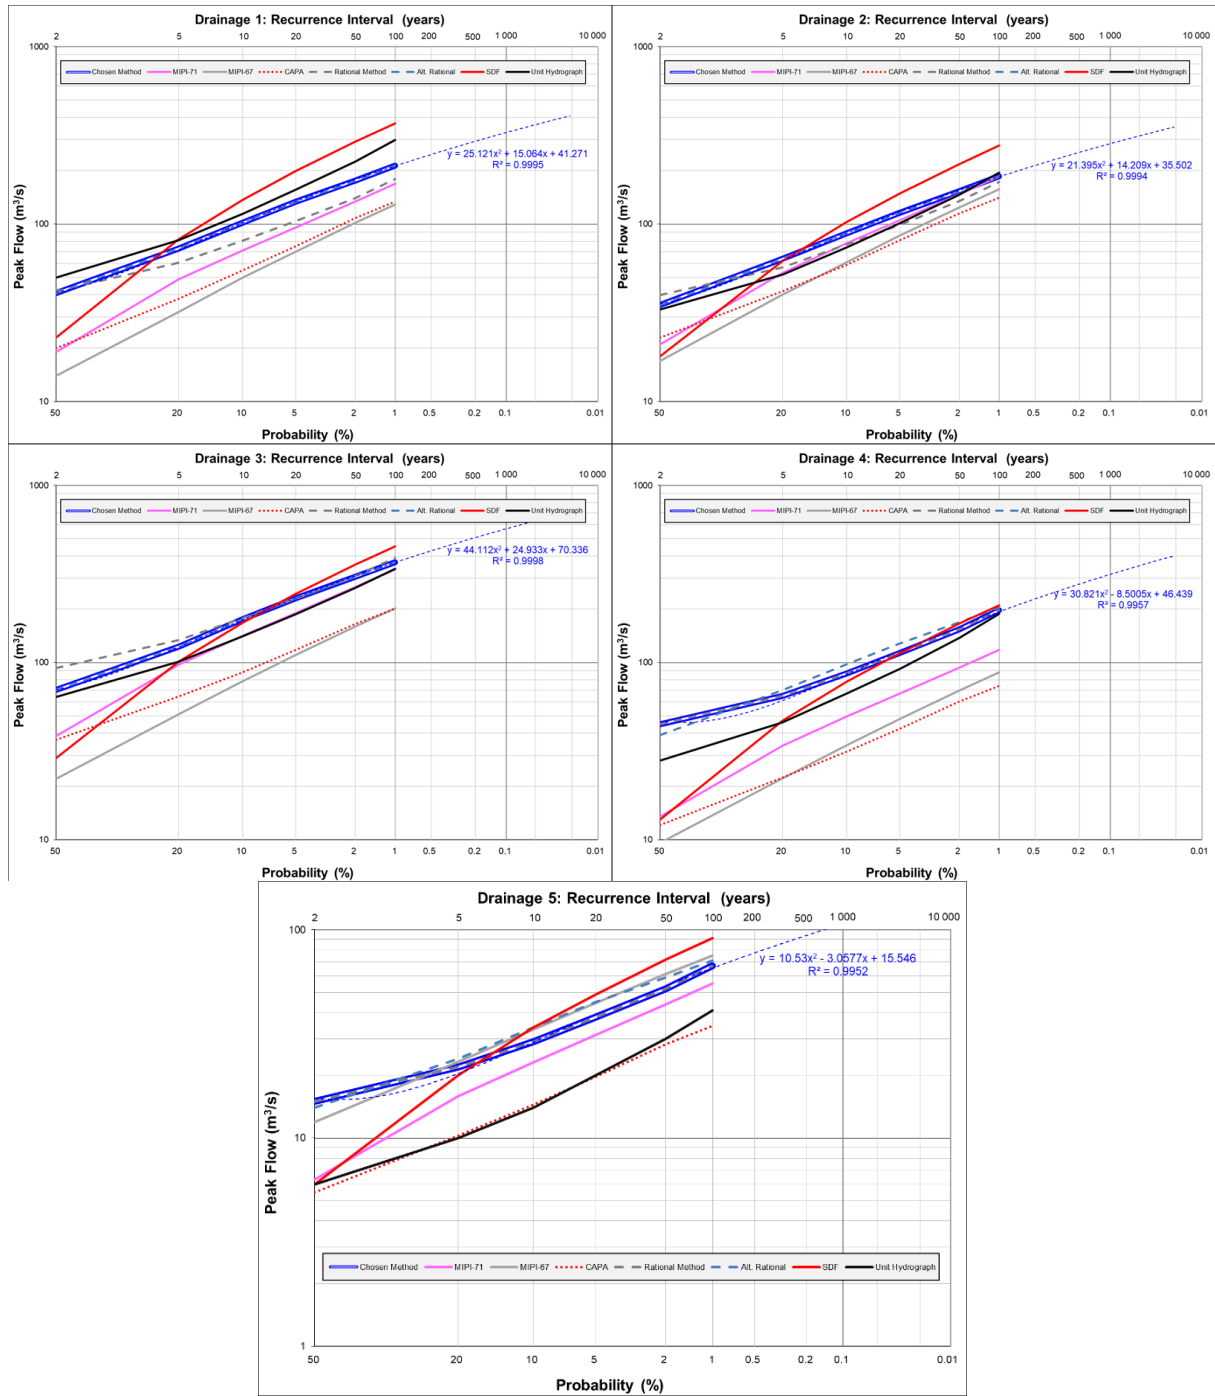 Drainage 1: Recurrence Interval (years)
2 5 10 20 50 100 200 500 1 000 10 000
1000
Chosen Method MIPI-71 MIPI-67 CAPA Rational Method Alt. Rational SDF Unit Hydrograph
y = 25.121x² + 15.064x + 41.271
R² = 0.9995
100
Peak Flow (m³/s)
10
50 20 10 5 2 1 0.5 0.2 0.1 0.01
Probability (%)
Drainage 2: Recurrence Interval (years)
2 5 10 20 50 100 200 500 1 000 10 000
1000
Chosen Method MIPI-71 MIPI-67 CAPA Rational Method Alt. Rational SDF Unit Hydrograph
y = 21.395x² + 14.209x + 35.502
R² = 0.9994
100
Peak Flow (m³/s)
10
50 20 10 5 2 1 0.5 0.2 0.1 0.01
Probability (%)
Drainage 3: Recurrence Interval (years)
2 5 10 20 50 100 200 500 1 000 10 000
1000
Chosen Method MIPI-71 MIPI-67 CAPA Rational Method Alt. Rational SDF Unit Hydrograph
y = 44.112x² + 24.933x + 70.336
R² = 0.9998
100
Peak Flow (m³/s)
10
50 20 10 5 2 1 0.5 0.2 0.1 0.01
Probability (%)
Drainage 4: Recurrence Interval (years)
2 5 10 20 50 100 200 500 1 000 10 000
1000
Chosen Method MIPI-71 MIPI-67 CAPA Rational Method Alt. Rational SDF Unit Hydrograph
y = 30.821x² - 8.5005x + 46.439
R² = 0.9957
100
Peak Flow (m³/s)
10
50 20 10 5 2 1 0.5 0.2 0.1 0.01
Probability (%)
Drainage 5: Recurrence Interval (years)
2 5 10 20 50 100 200 500 1 000 10 000
100
y = 10.53x² - 3.0577x + 15.546
R² = 0.9952
10
Peak Flow (m³/s)
Chosen Method MIPI-71 MIPI-67 CAPA Rational Method Alt. Rational SDF Unit Hydrograph
1
50 20 10 5 2 1 0.5 0.2 0.1 0.01
Probability (%)